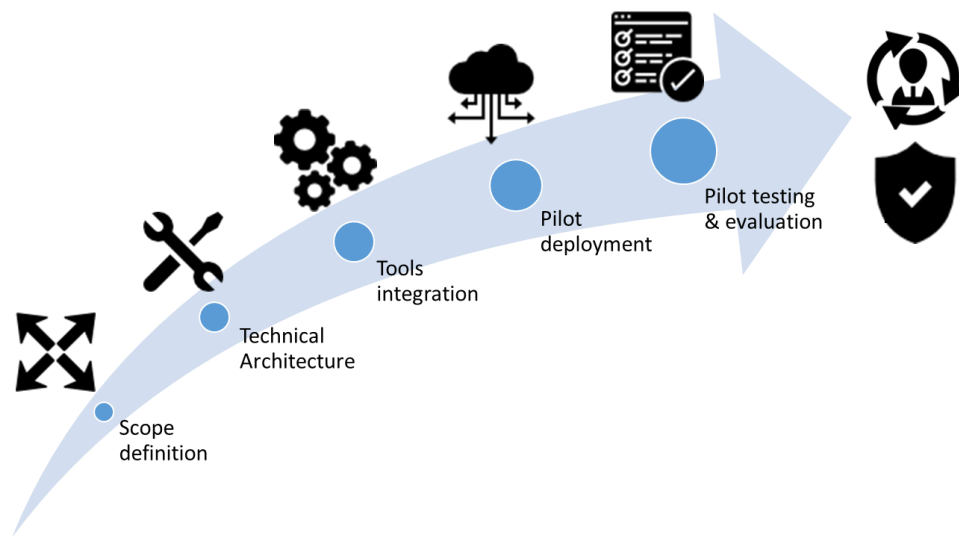 Scope
definition
Technical
Architecture
Tools
integration
Pilot
deployment
Pilot testing
& evaluation